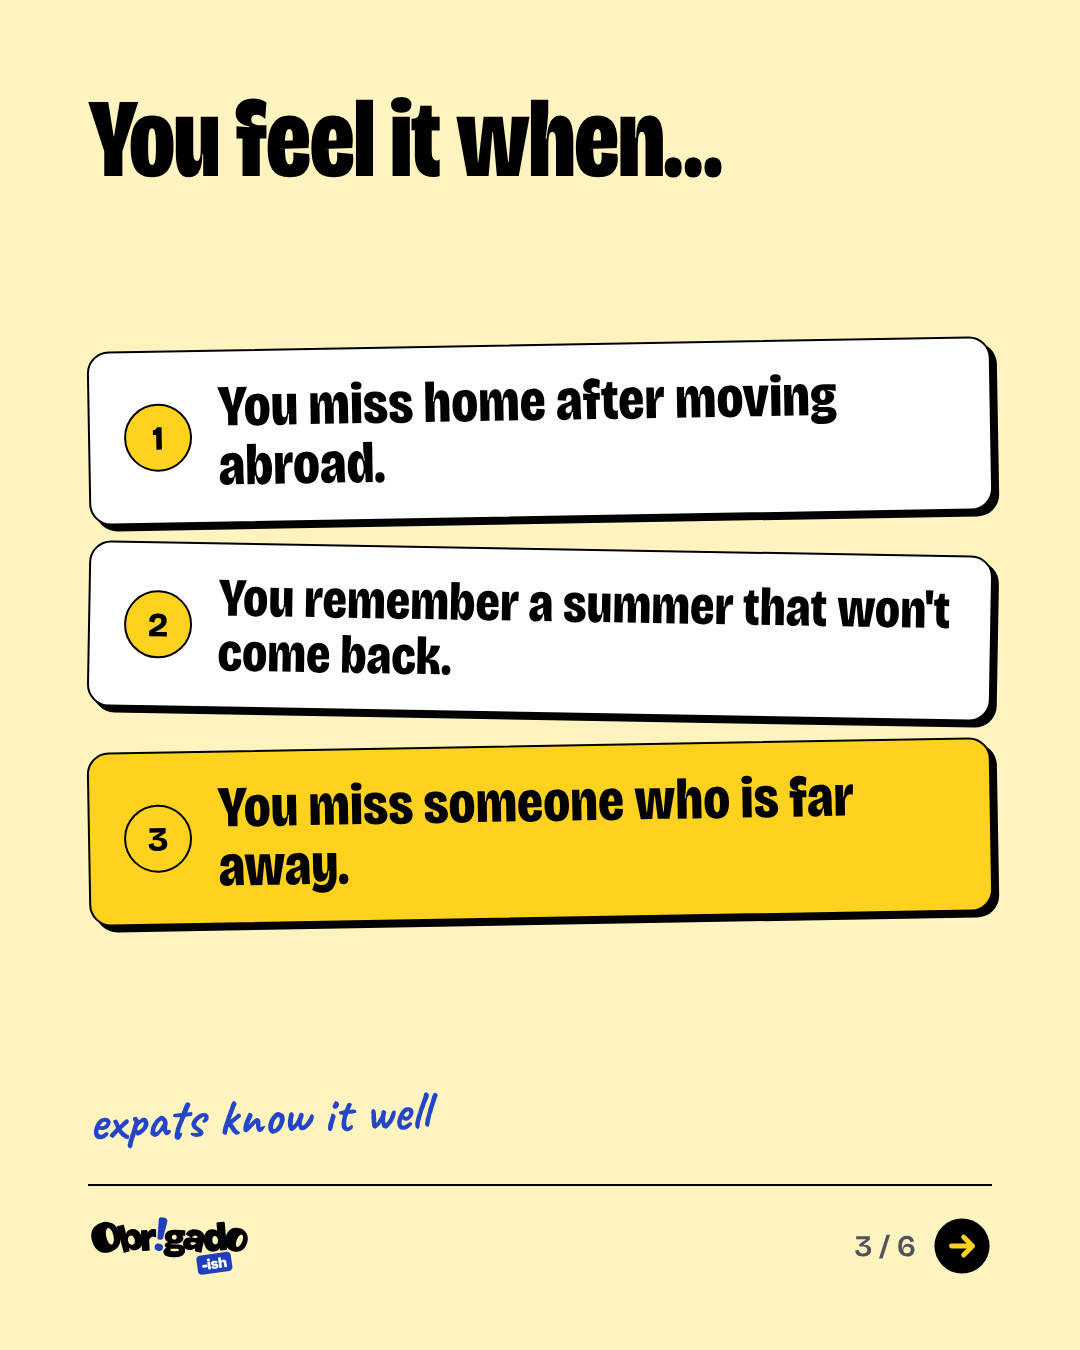 You feel it when...
1
You miss home after moving
abroad.
2
You remember a summer that won't
come back.
3
You miss someone who is far
away.
expats know it well
Obr!gado
-ish
3 / 6